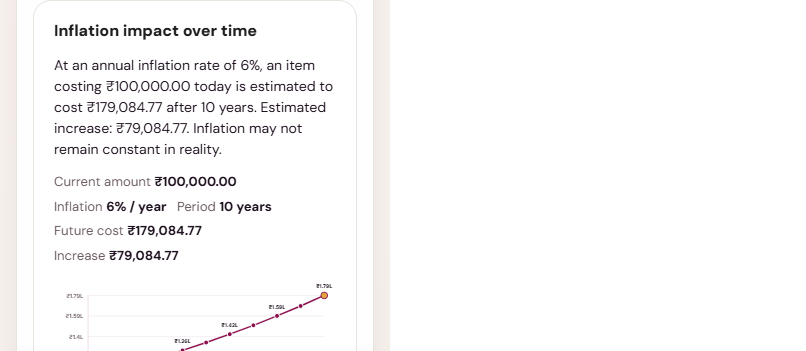 Inflation impact over time
At an annual inflation rate of 6%, an item
costing ₹100,000.00 today is estimated to
cost ₹179,084.77 after 10 years. Estimated
increase: ₹79,084.77. Inflation may not
remain constant in reality.
Current amount ₹100,000.00
Inflation 6% / year Period 10 years
Future cost ₹179,084.77
Increase ₹79,084.77
₹1.79L
₹1.79L
₹1.59L
₹1.59L
₹1.42L
₹1.4L
₹1.26L